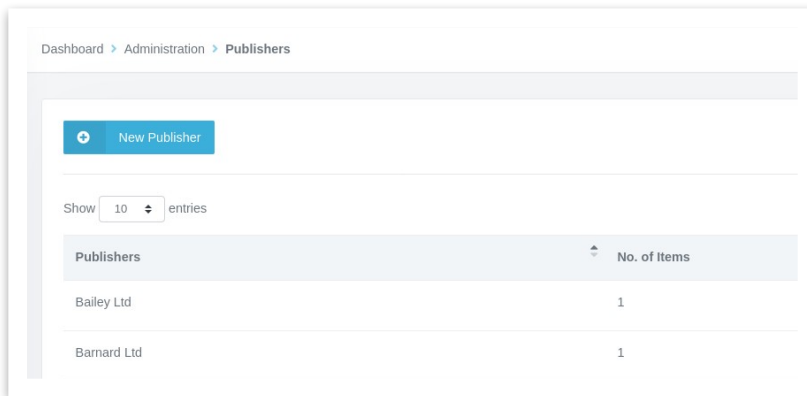 Dashboard > Administration > Publishers
New Publisher
Show 10 entries
Publishers No. of Items
Bailey Ltd 1
Barnard Ltd 1